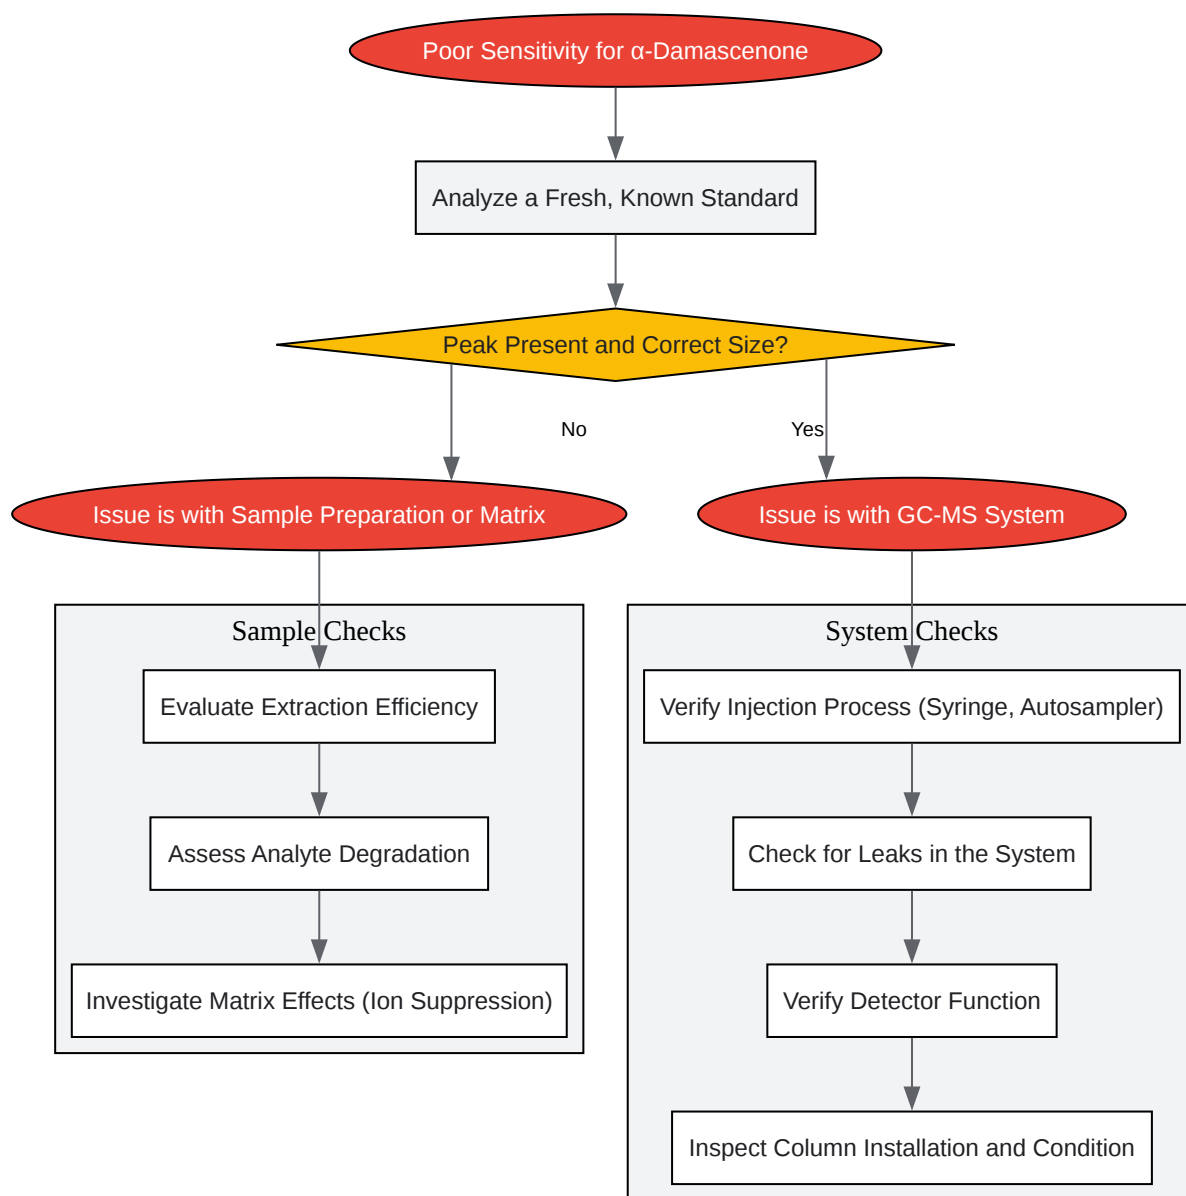 Poor Sensitivity for α-Damascenone
Analyze a Fresh, Known Standard
Peak Present and Correct Size?
No
Yes
Issue is with Sample Preparation or Matrix
Issue is with GC-MS System
Sample Checks
System Checks
Evaluate Extraction Efficiency
Verify Injection Process (Syringe, Autosampler)
Assess Analyte Degradation
Check for Leaks in the System
Investigate Matrix Effects (Ion Suppression)
Verify Detector Function
Inspect Column Installation and Condition